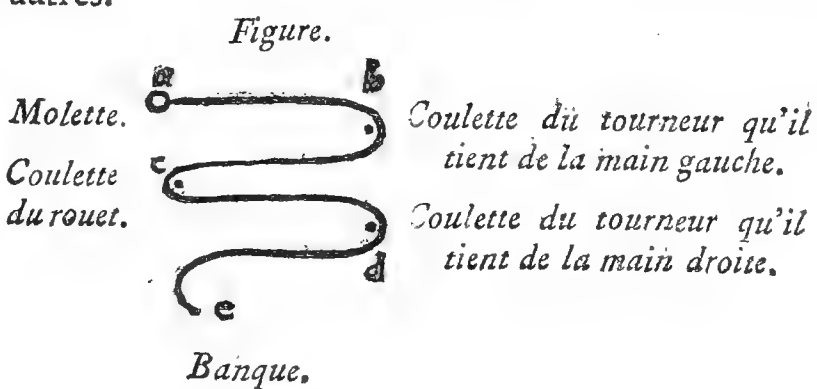 autres.
Figure.
a b
Molette. Coulette du tourneur qu'il
tient de la main gauche.
c
Coulette
du rouet. Coulette du tourneur qu'il
tient de la main droite.
d
e
Banque.